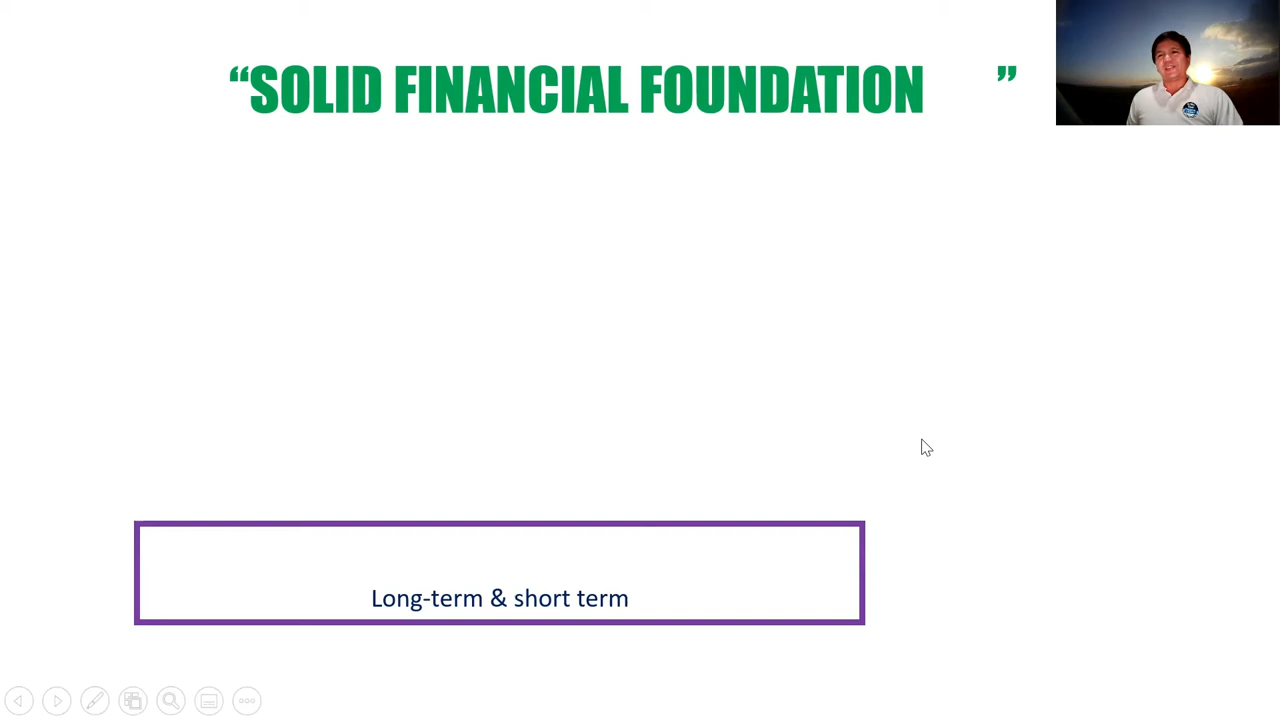 “SOLID FINANCIAL FOUNDATION ”
Long-term & short term